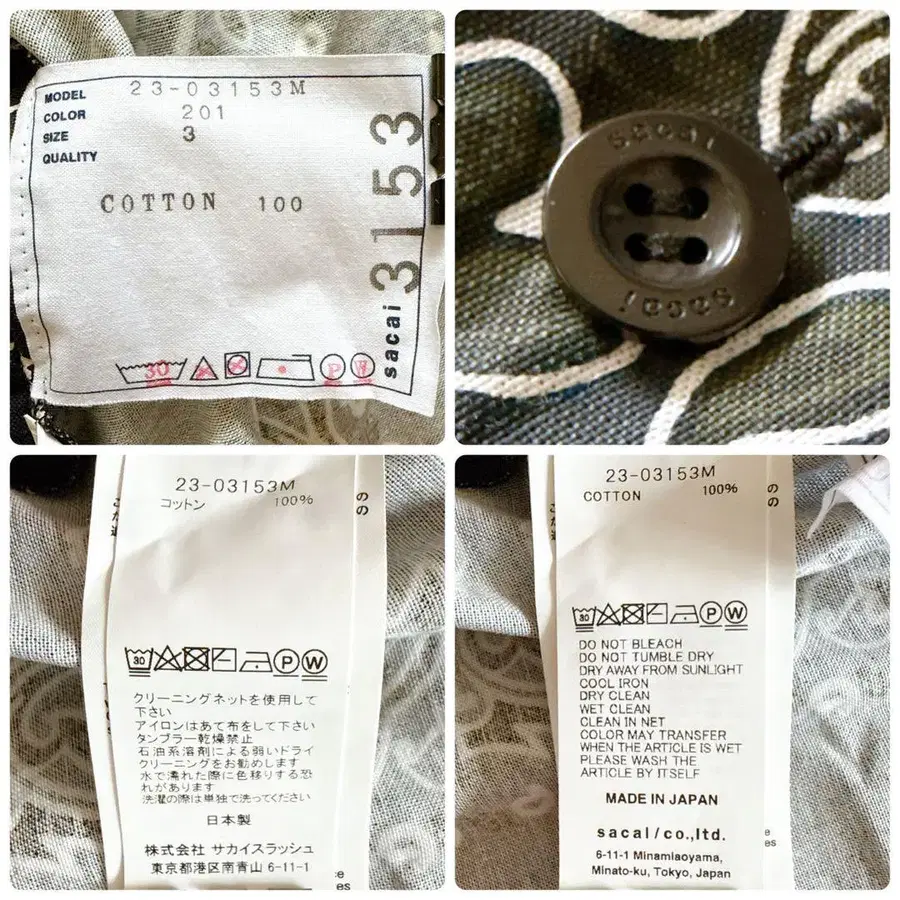 MODEL 23-03153M
COLOR 201
SIZE 3
QUALITY
COTTON 100
sacai 3153
30
P W
sacai
sacai
23-03153M
コットン 100%
30
P W
クリーニングネットを使用して
下さい
アイロンはあて布をして下さい
タンブラー乾燥禁止
石油系溶剤による弱いドライ
クリーニングをお勧めします
水で濡れた際に色移りする恐
れがあります
洗濯の際は単独で洗ってください
日本製
株式会社 サカイスラッシュ
東京都港区南青山 6-11-1
の
の
23-03153M
COTTON 100%
30
P W
DO NOT BLEACH
DO NOT TUMBLE DRY
DRY AWAY FROM SUNLIGHT
COOL IRON
DRY CLEAN
WET CLEAN
CLEAN IN NET
COLOR MAY TRANSFER
WHEN THE ARTICLE IS WET
PLEASE WASH THE
ARTICLE BY ITSELF
MADE IN JAPAN
sacai/co.,ltd.
6-11-1 Minamiaoyama,
Minato-ku, Tokyo, Japan
の
の